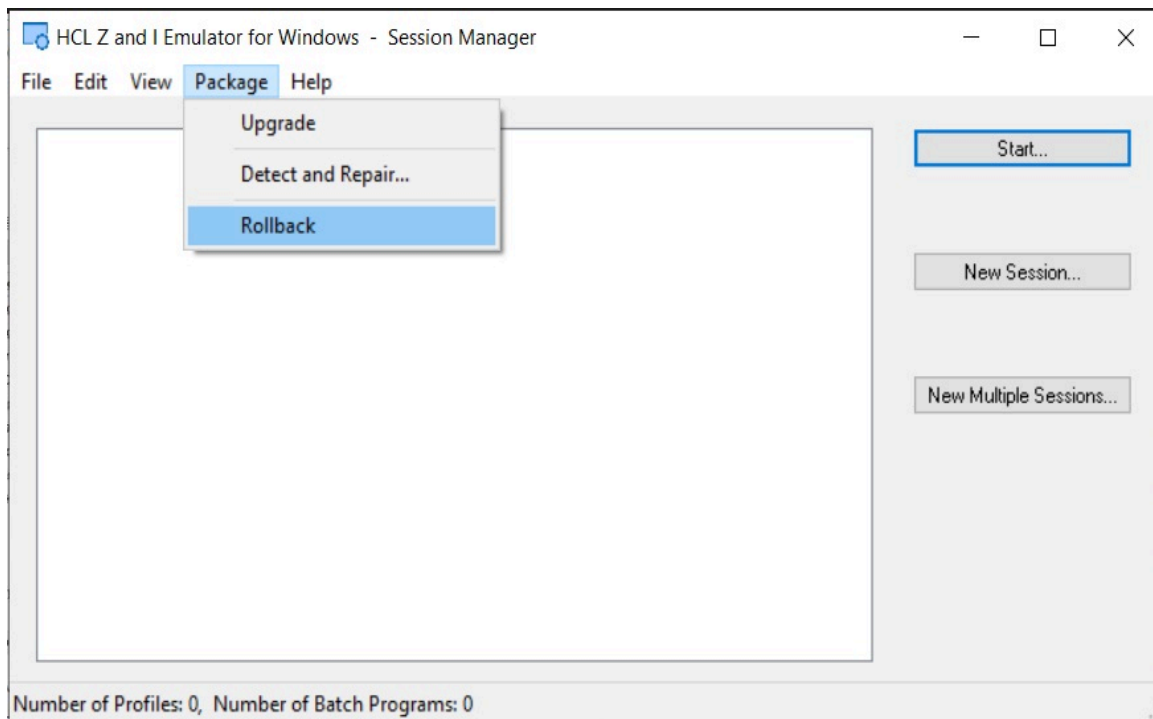 HCL Z and I Emulator for Windows - Session Manager
File Edit View Package Help
Upgrade
Detect and Repair...
Rollback
Start...
New Session...
New Multiple Sessions...
Number of Profiles: 0, Number of Batch Programs: 0